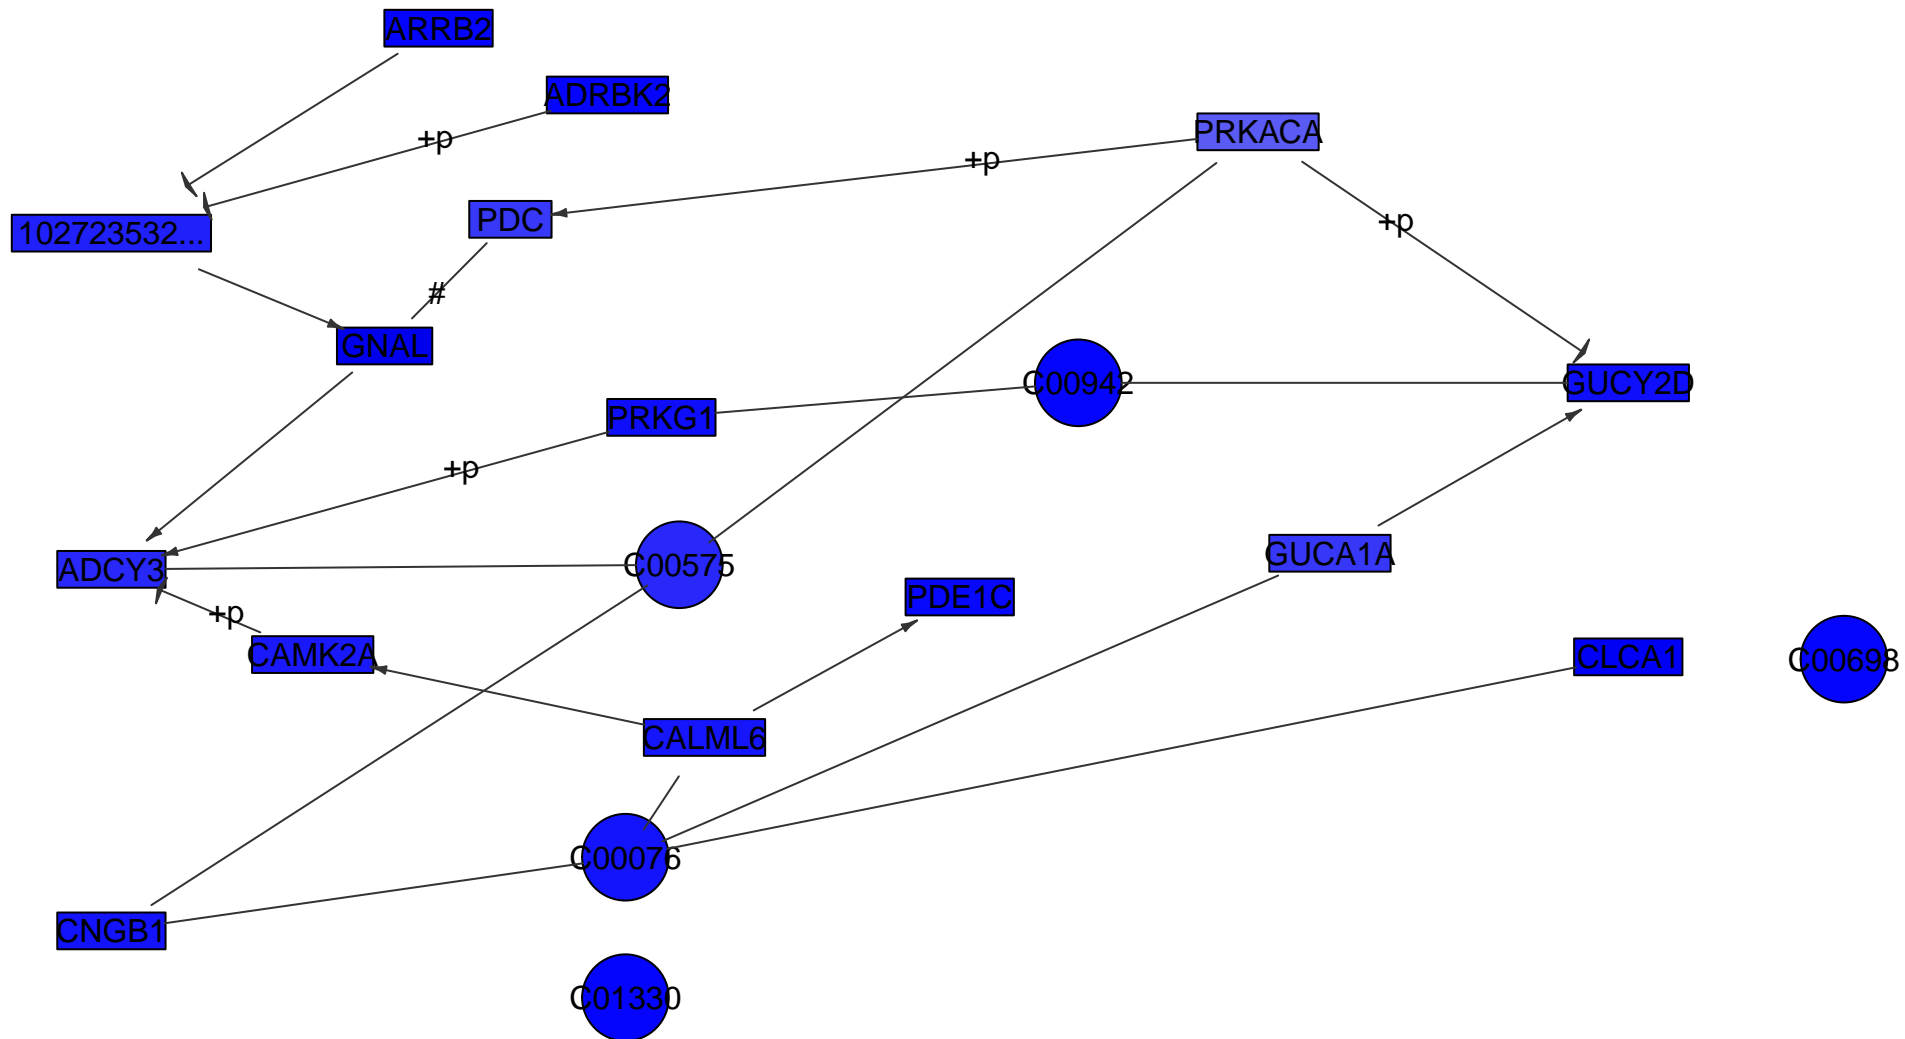 ARRB2
ADRBK2
+p
PRKACA
+p
102723532...
PDC
+p
#
GNAL
C00942
GUCY2D
PRKG1
+p
ADCY3
C00575
GUCA1A
PDE1C
+p
CAMK2A
CLCA1
C00698
CALML6
C00076
CNGB1
C01330